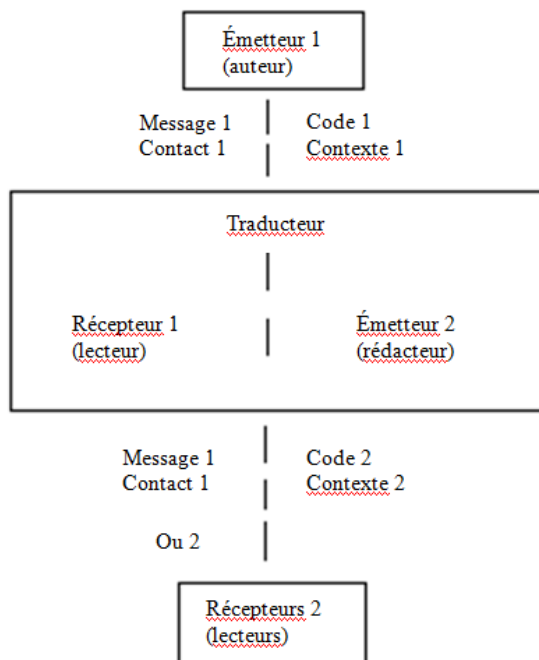 Émetteur 1
(auteur)
Message 1 Code 1
Contact 1 Contexte 1
Traducteur
Récepteur 1 Émetteur 2
(lecteur) (rédacteur)
Message 1 Code 2
Contact 1 Contexte 2
Ou 2
Récepteurs 2
(lecteurs)